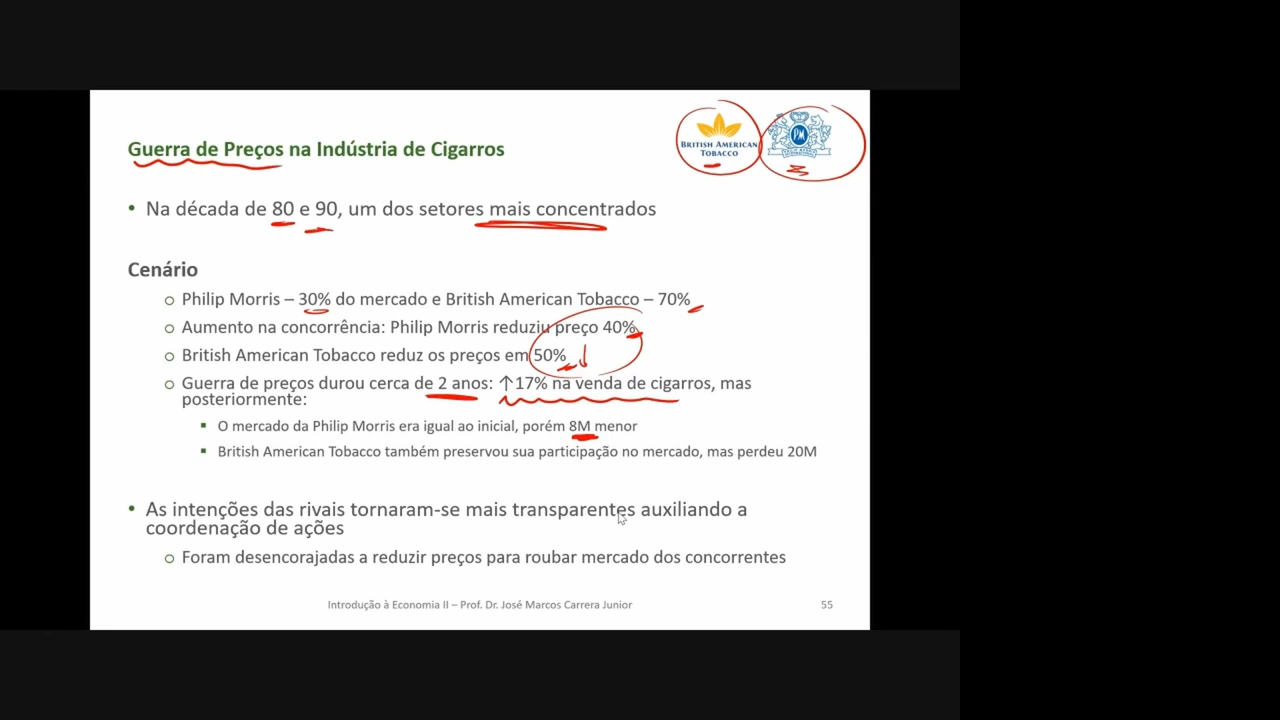 BRITISH AMERICAN
TOBACCO
PM
Guerra de Preços na Indústria de Cigarros
• Na década de 80 e 90, um dos setores mais concentrados
Cenário
Philip Morris – 30% do mercado e British American Tobacco – 70%
Aumento na concorrência: Philip Morris reduziu preço 40%
British American Tobacco reduz os preços em 50%
Guerra de preços durou cerca de 2 anos: ↑17% na venda de cigarros, mas
posteriormente:
▪ O mercado da Philip Morris era igual ao inicial, porém 8M menor
▪ British American Tobacco também preservou sua participação no mercado, mas perdeu 20M
• As intenções das rivais tornaram-se mais transparentes auxiliando a
coordenação de ações
Foram desencorajadas a reduzir preços para roubar mercado dos concorrentes
Introdução à Economia II – Prof. Dr. José Marcos Carrera Junior
55